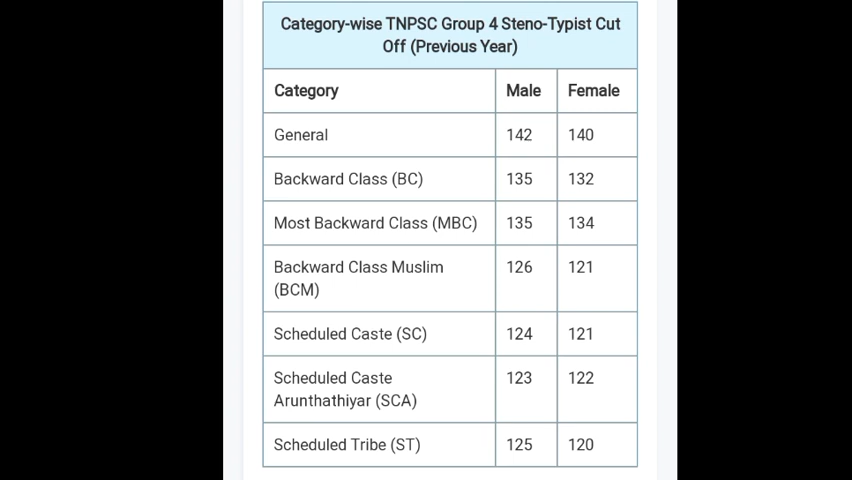 Category-wise TNPSC Group 4 Steno-Typist Cut
Off (Previous Year)
Category Male Female
General 142 140
Backward Class (BC) 135 132
Most Backward Class (MBC) 135 134
Backward Class Muslim 126 121
(BCM)
Scheduled Caste (SC) 124 121
Scheduled Caste 123 122
Arunthathiyar (SCA)
Scheduled Tribe (ST) 125 120